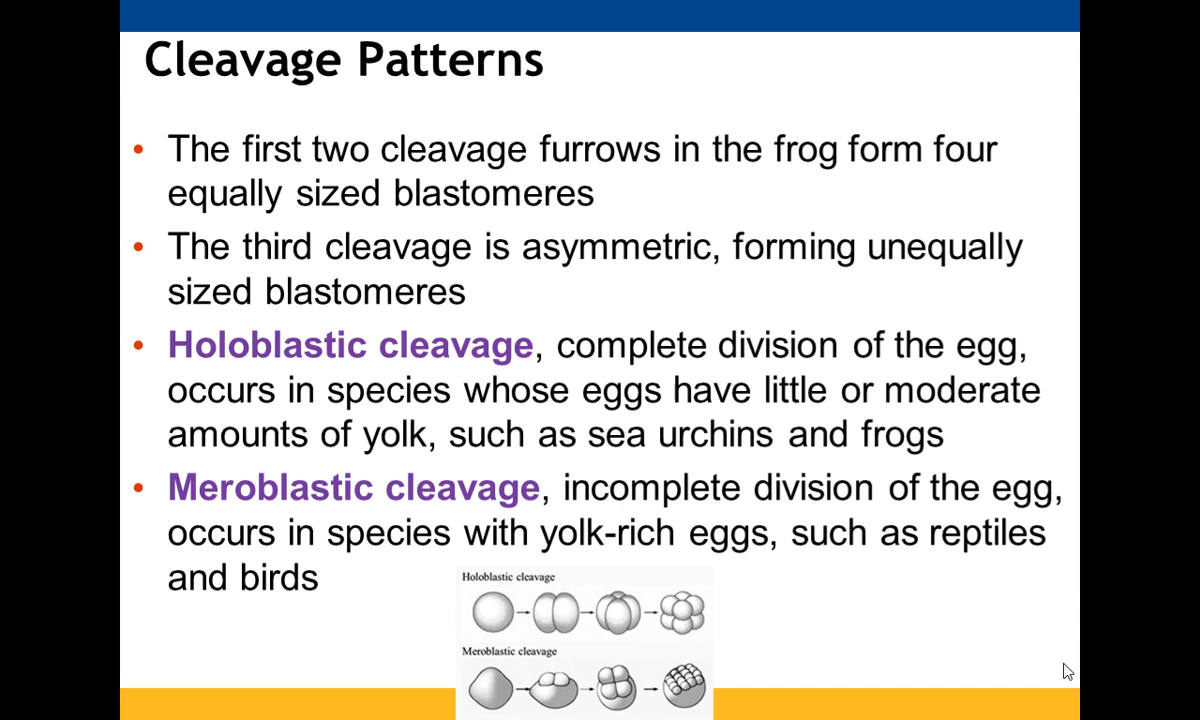 Cleavage Patterns
• The first two cleavage furrows in the frog form four
equally sized blastomeres
• The third cleavage is asymmetric, forming unequally
sized blastomeres
• Holoblastic cleavage, complete division of the egg,
occurs in species whose eggs have little or moderate
amounts of yolk, such as sea urchins and frogs
• Meroblastic cleavage, incomplete division of the egg,
occurs in species with yolk-rich eggs, such as reptiles
and birds
Holoblastic cleavage
Meroblastic cleavage